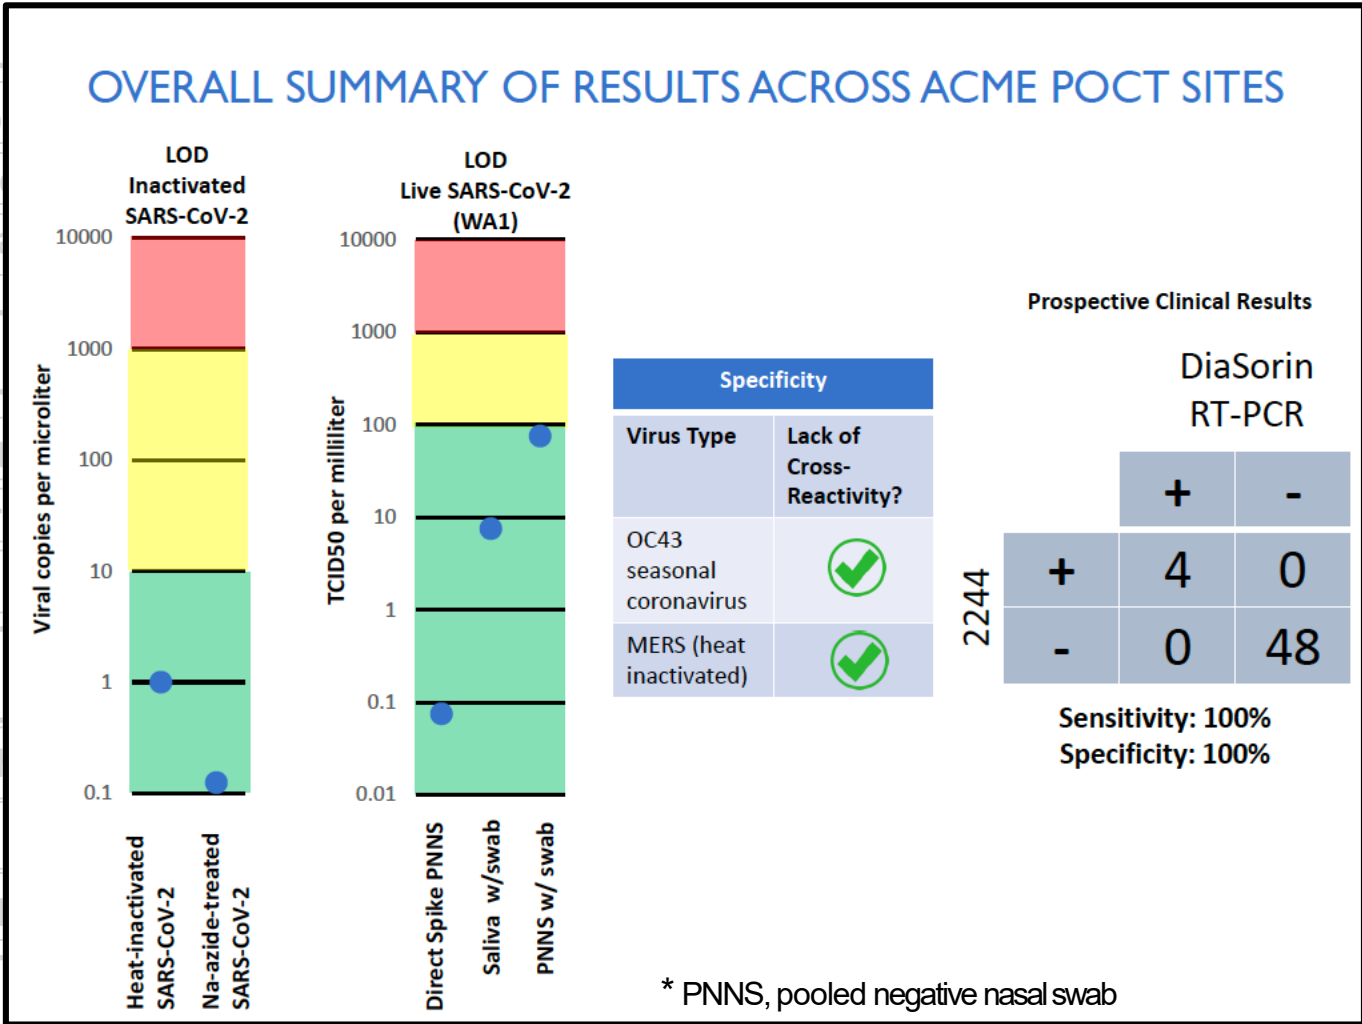 OVERALL SUMMARY OF RESULTS ACROSS ACME POCT SITES
LOD
Inactivated
SARS-CoV-2
10000
1000
100
10
1
0.1
Viral copies per microliter
Heat-inactivated
SARS-CoV-2
Na-azide-treated
SARS-CoV-2
LOD
Live SARS-CoV-2
(WA1)
10000
1000
100
10
1
0.1
0.01
TCID50 per milliliter
Direct Spike PNNS
Saliva w/swab
PNNS w/ swab
Specificity
Virus Type
Lack of
Cross-
Reactivity?
OC43
seasonal
coronavirus
MERS (heat
inactivated)
Prospective Clinical Results
DiaSorin
RT-PCR
+ -
2244
+ 4 0
- 0 48
Sensitivity: 100%
Specificity: 100%
* PNNS, pooled negative nasal swab